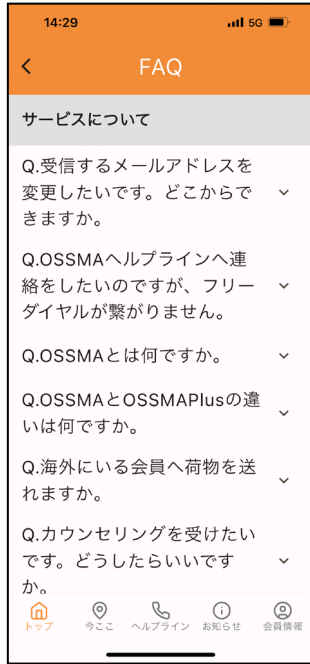 14:29
5G
FAQ
サービスについて
Q.受信するメールアドレスを
変更したいです。どこからで
きますか。
Q.OSSMAヘルプラインへ連
絡をしたいのですが、フリー
ダイヤルが繋がりません。
Q.OSSMAとは何ですか。
Q.OSSMAとOSSMAPlusの違
いは何ですか。
Q.海外にいる会員へ荷物を送
れますか。
Q.カウンセリングを受けたい
です。どうしたらいいです
か。
トップ 今ここ ヘルプライン お知らせ 会員情報